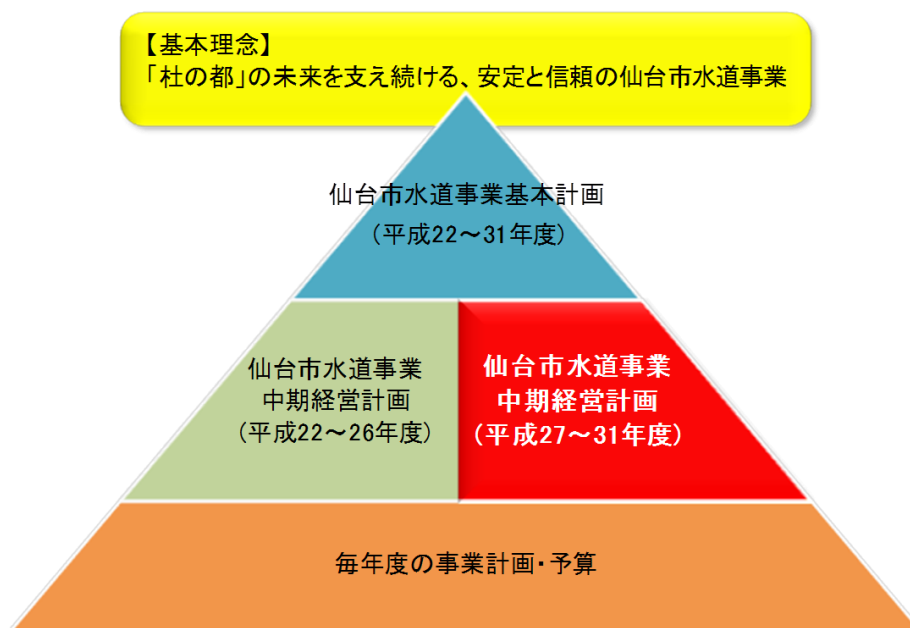 【基本理念】
「杜の都」の未来を支え続ける、安定と信頼の仙台市水道事業
仙台市水道事業基本計画
(平成22～31年度)
仙台市水道事業
中期経営計画
(平成22～26年度)
仙台市水道事業
中期経営計画
(平成27～31年度)
毎年度の事業計画・予算